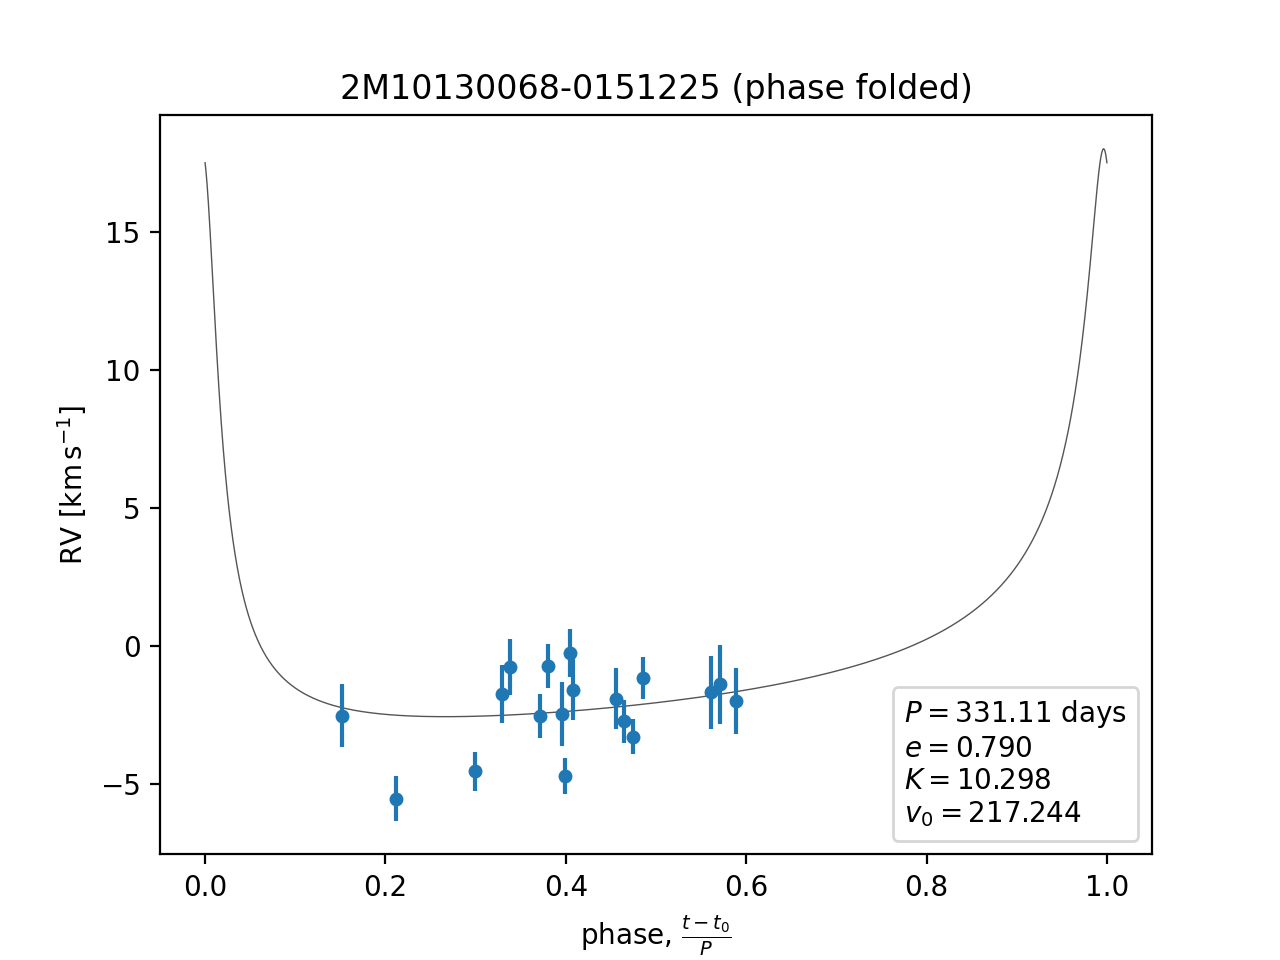 2M10130068-0151225 (phase folded)
RV [km s⁻¹]
15
10
5
0
−5
P = 331.11 days
e = 0.790
K = 10.298
v₀ = 217.244
0.0 0.2 0.4 0.6 0.8 1.0
phase, (t − t₀)/P